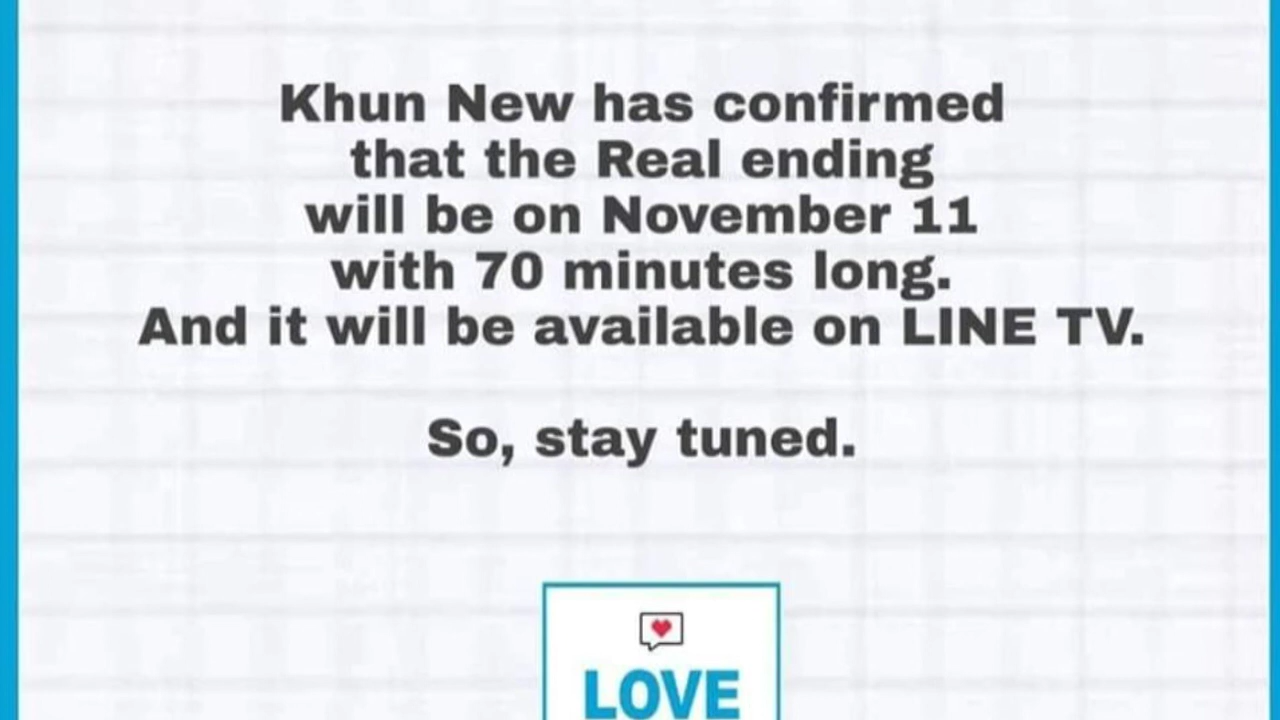 Khun New has confirmed
that the Real ending
will be on November 11
with 70 minutes long.
And it will be available on LINE TV.
So, stay tuned.
LOVE